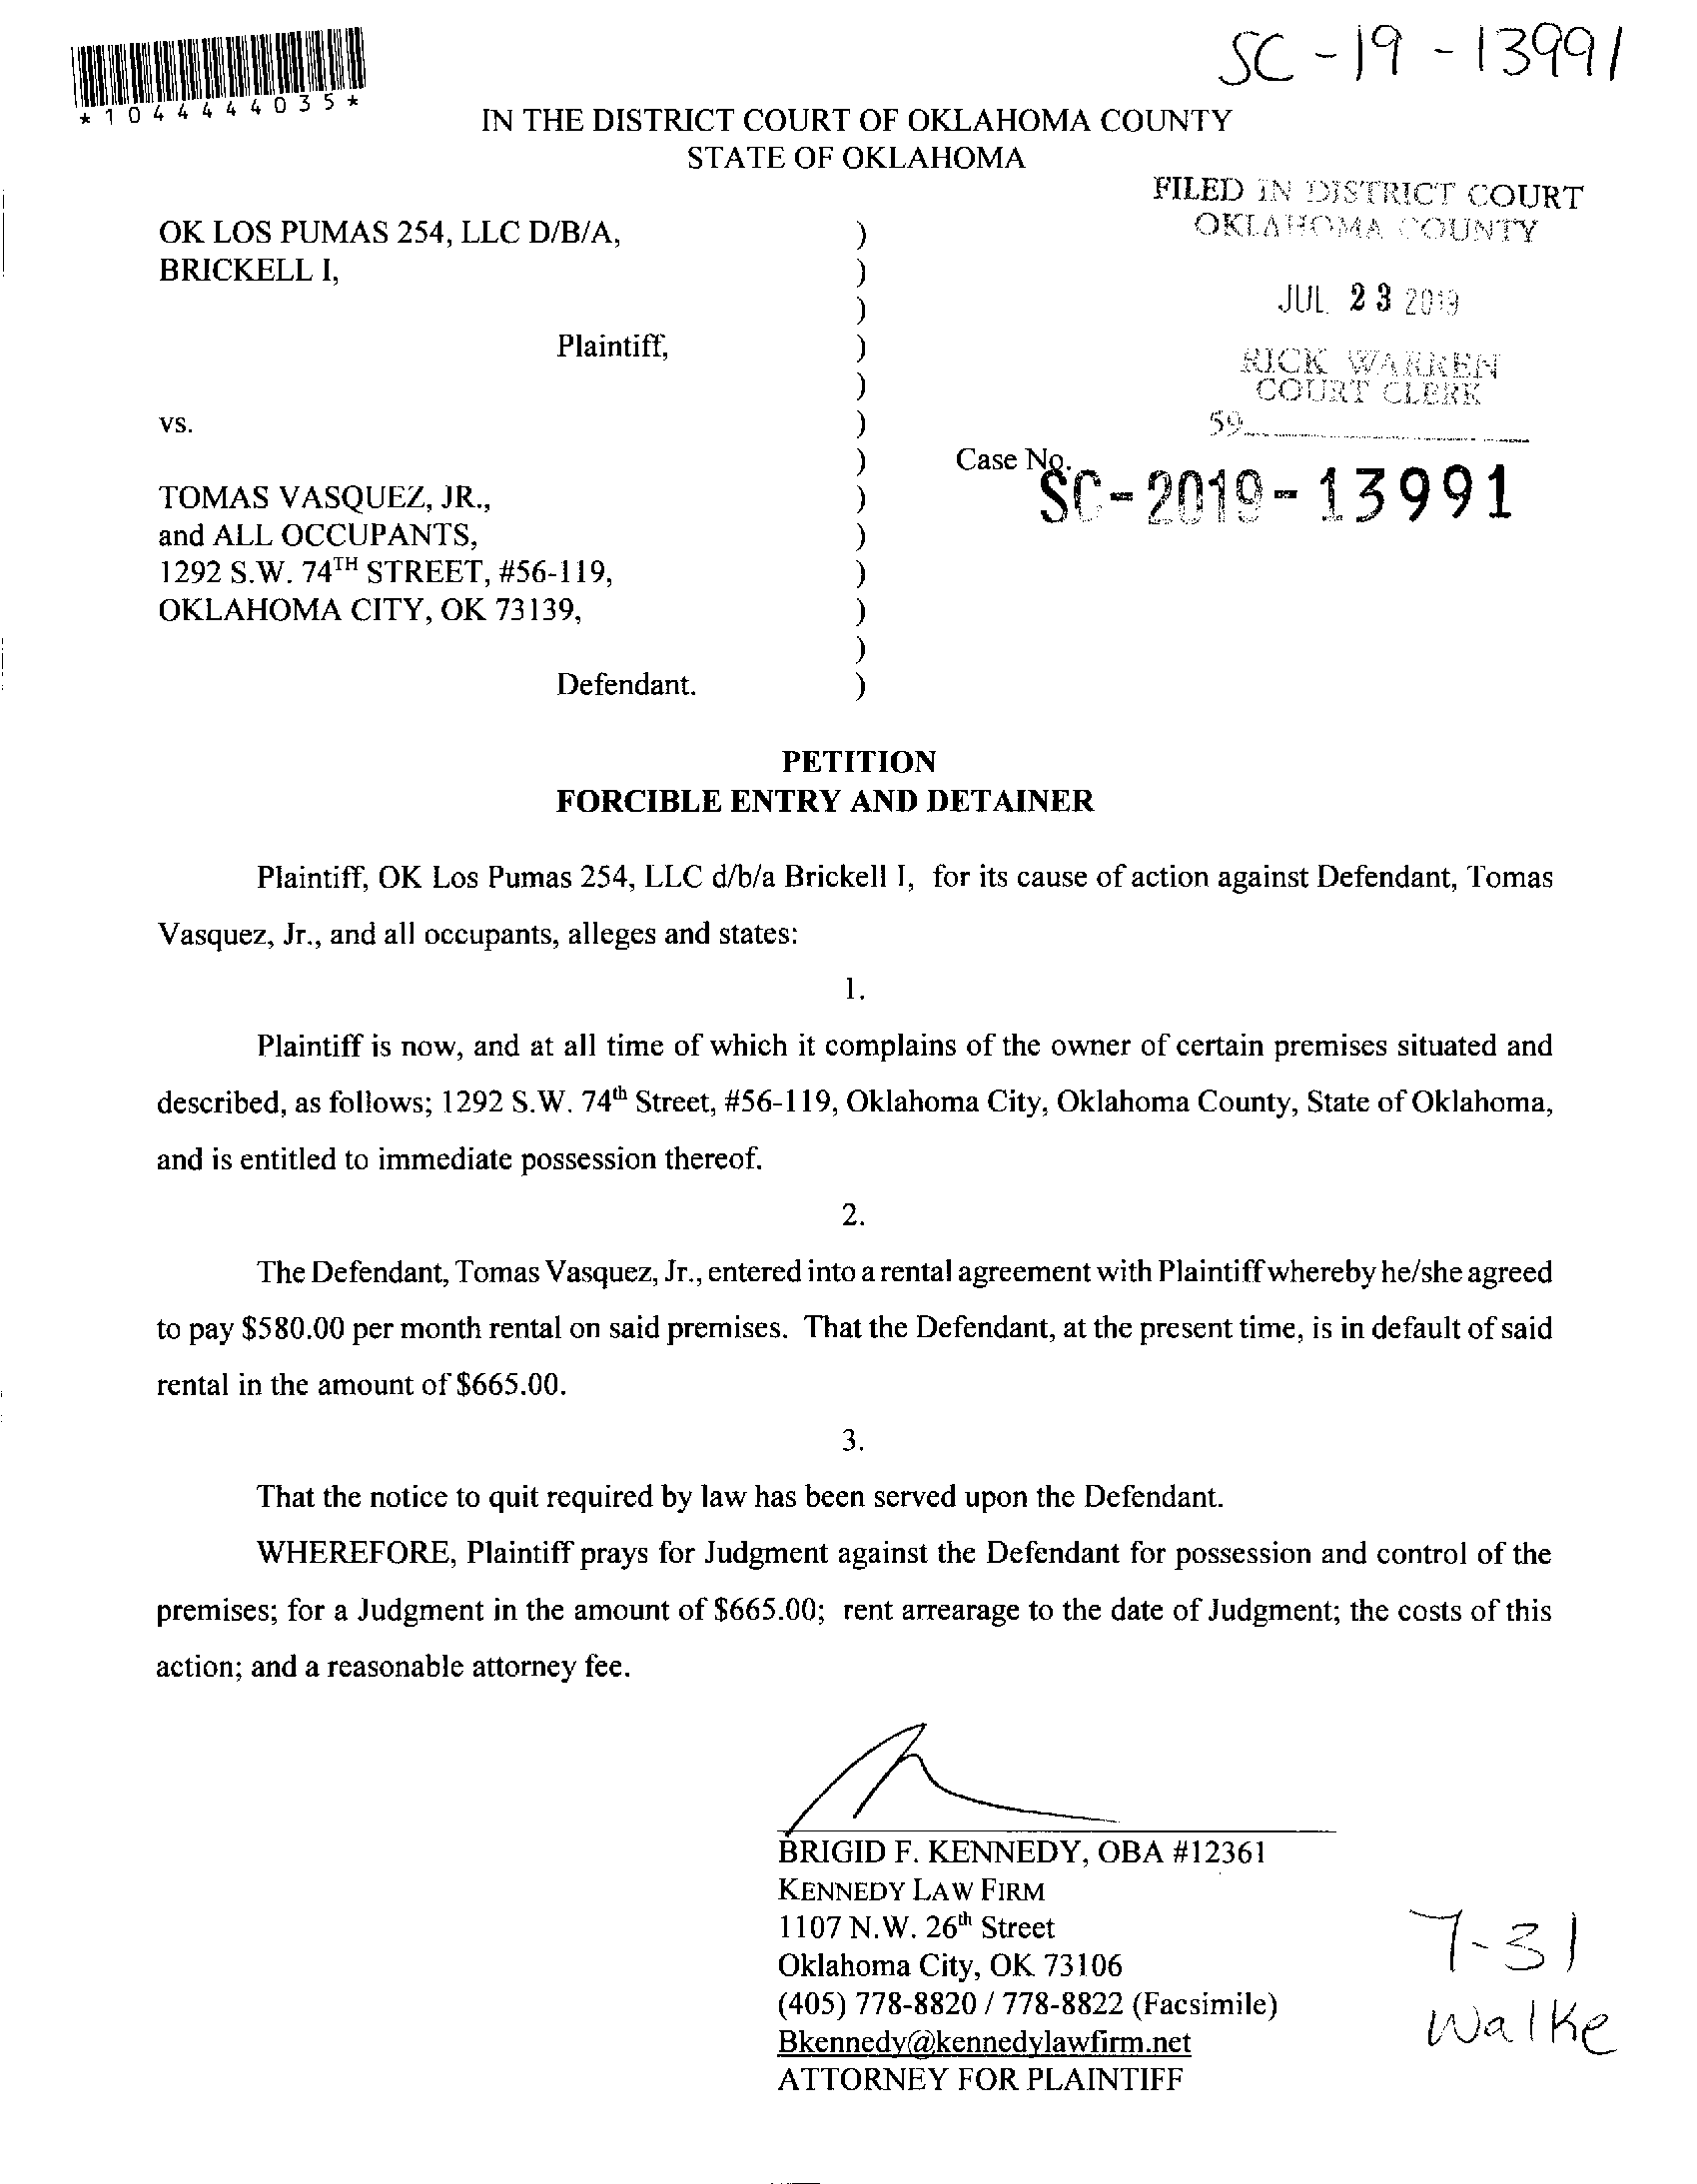 SC-19-13991
*1044444035*
IN THE DISTRICT COURT OF OKLAHOMA COUNTY
STATE OF OKLAHOMA
FILED IN DISTRICT COURT
OKLAHOMA COUNTY
JUL 23 2019
RICK WARREN
COURT CLERK
59
OK LOS PUMAS 254, LLC D/B/A, )
BRICKELL I, )
)
Plaintiff, )
)
vs. )
) Case No.
SC-2019-13991
TOMAS VASQUEZ, JR., )
and ALL OCCUPANTS, )
1292 S.W. 74TH STREET, #56-119, )
OKLAHOMA CITY, OK 73139, )
)
Defendant. )
PETITION
FORCIBLE ENTRY AND DETAINER
Plaintiff, OK Los Pumas 254, LLC d/b/a Brickell I, for its cause of action against Defendant, Tomas
Vasquez, Jr., and all occupants, alleges and states:
1.
Plaintiff is now, and at all time of which it complains of the owner of certain premises situated and
described, as follows; 1292 S.W. 74th Street, #56-119, Oklahoma City, Oklahoma County, State of Oklahoma,
and is entitled to immediate possession thereof.
2.
The Defendant, Tomas Vasquez, Jr., entered into a rental agreement with Plaintiff whereby he/she agreed
to pay $580.00 per month rental on said premises. That the Defendant, at the present time, is in default of said
rental in the amount of $665.00.
3.
That the notice to quit required by law has been served upon the Defendant.
WHEREFORE, Plaintiff prays for Judgment against the Defendant for possession and control of the
premises; for a Judgment in the amount of $665.00; rent arrearage to the date of Judgment; the costs of this
action; and a reasonable attorney fee.
BRIGID F. KENNEDY, OBA #12361
KENNEDY LAW FIRM
1107 N.W. 26th Street
Oklahoma City, OK 73106
(405) 778-8820 / 778-8822 (Facsimile)
Bkennedy@kennedylawfirm.net
ATTORNEY FOR PLAINTIFF
7-31
Walke